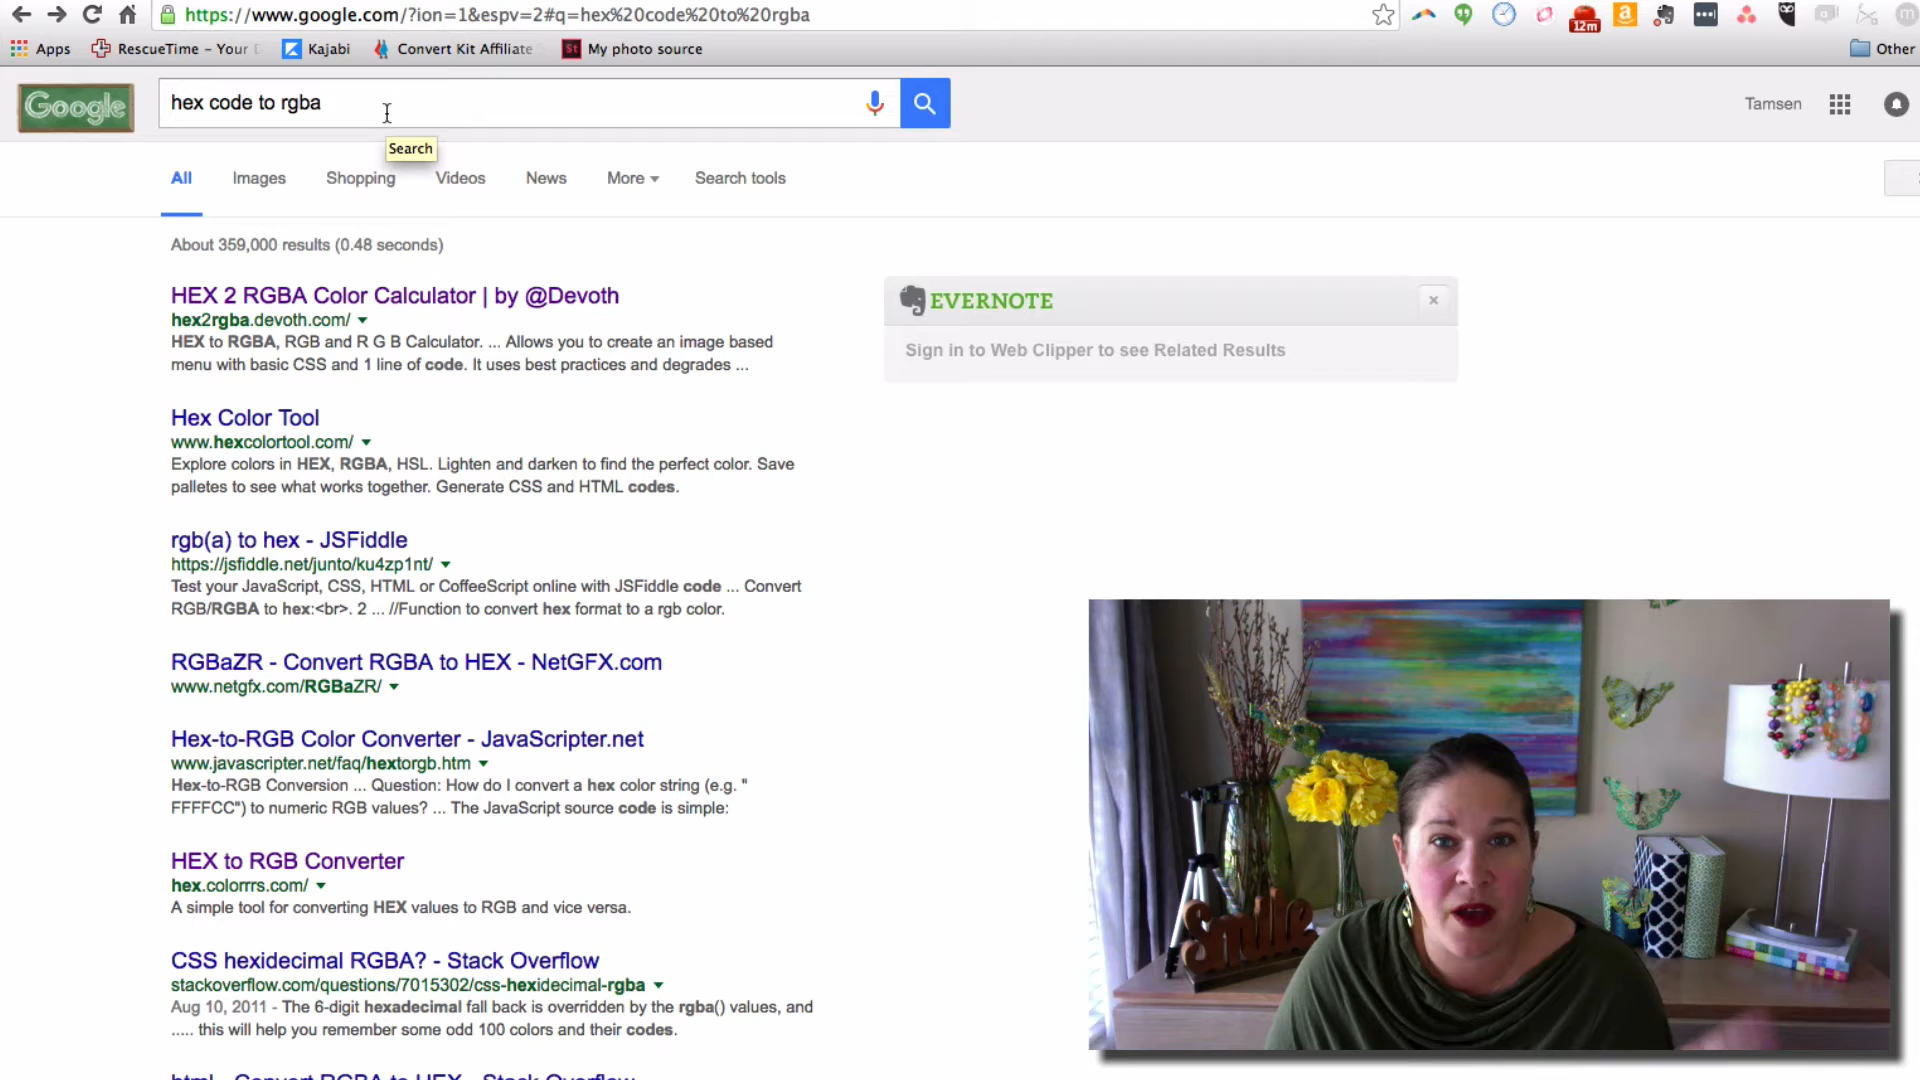 https://www.google.com/?ion=1&espv=2#q=hex%20code%20to%20rgba
12m
Apps RescueTime – Your Kajabi Convert Kit Affiliate St My photo source Other
Google hex code to rgba Tamsen
Search
All Images Shopping Videos News More Search tools
About 359,000 results (0.48 seconds)
HEX 2 RGBA Color Calculator | by @Devoth
hex2rgba.devoth.com/
HEX to RGBA, RGB and R G B Calculator. ... Allows you to create an image based
menu with basic CSS and 1 line of code. It uses best practices and degrades ...
EVERNOTE
Sign in to Web Clipper to see Related Results
Hex Color Tool
www.hexcolortool.com/
Explore colors in HEX, RGBA, HSL. Lighten and darken to find the perfect color. Save
palletes to see what works together. Generate CSS and HTML codes.
rgb(a) to hex - JSFiddle
https://jsfiddle.net/junto/ku4zp1nt/
Test your JavaScript, CSS, HTML or CoffeeScript online with JSFiddle code ... Convert
RGB/RGBA to hex:<br>. 2 ... //Function to convert hex format to a rgb color.
RGBaZR - Convert RGBA to HEX - NetGFX.com
www.netgfx.com/RGBaZR/
Hex-to-RGB Color Converter - JavaScripter.net
www.javascripter.net/faq/hextorgb.htm
Hex-to-RGB Conversion ... Question: How do I convert a hex color string (e.g. "
FFFFCC") to numeric RGB values? ... The JavaScript source code is simple:
HEX to RGB Converter
hex.colorrrs.com/
A simple tool for converting HEX values to RGB and vice versa.
CSS hexidecimal RGBA? - Stack Overflow
stackoverflow.com/questions/7015302/css-hexidecimal-rgba
Aug 10, 2011 - The 6-digit hexadecimal fall back is overridden by the rgba() values, and
..... this will help you remember some odd 100 colors and their codes.
html - Convert RGBA to HEX - Stack Overflow
Smile